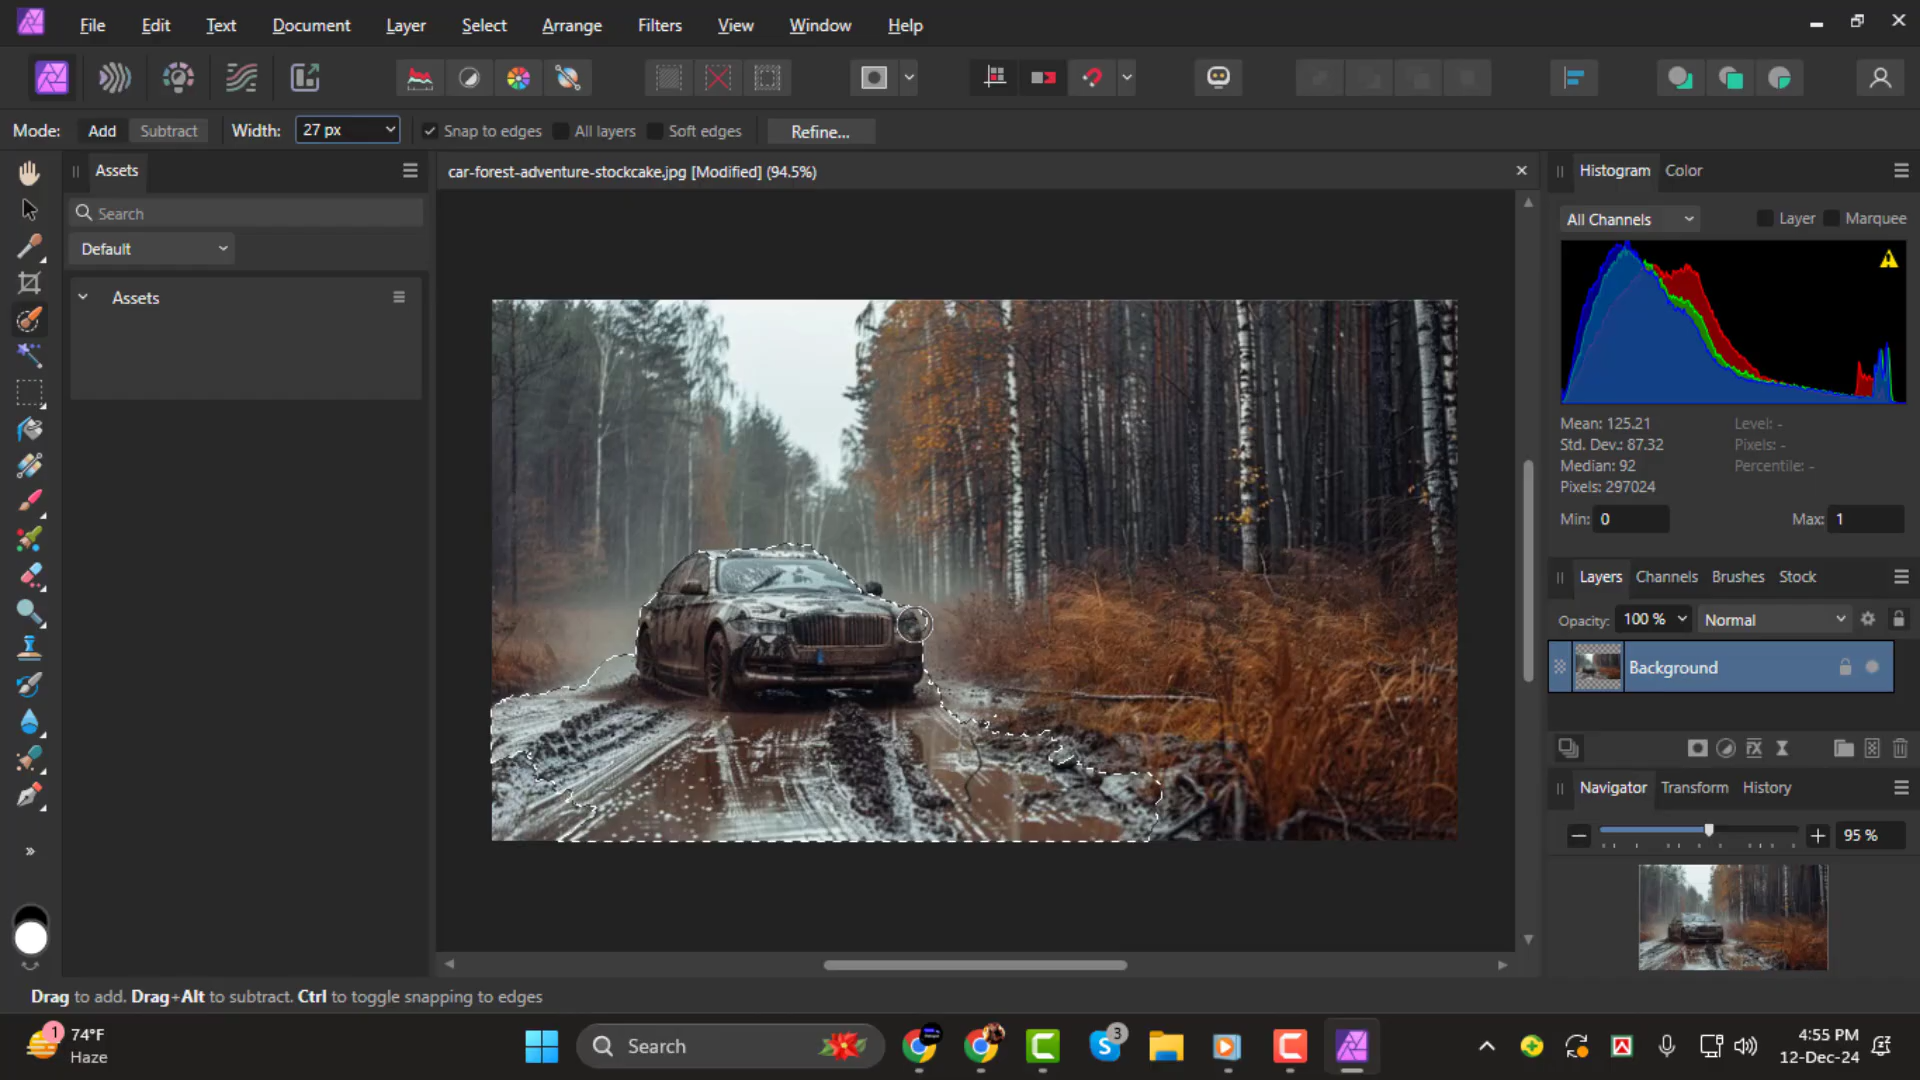 File Edit Text Document Layer Select Arrange Filters View Window Help
Mode: Add Subtract Width: 27 px Snap to edges All layers Soft edges Refine...
Assets
car-forest-adventure-stockcake.jpg [Modified] (94.5%)
Histogram Color
Search
All Channels Layer Marquee
Default
Assets
Mean: 125.21 Level: -
Std. Dev.: 87.32 Pixels: -
Median: 92 Percentile: -
Pixels: 297024
Min: 0 Max: 1
Layers Channels Brushes Stock
Opacity: 100 % Normal
Background
Navigator Transform History
95 %
Drag to add. Drag+Alt to subtract. Ctrl to toggle snapping to edges
1 74°F
Haze
Search
3
4:55 PM
12-Dec-24